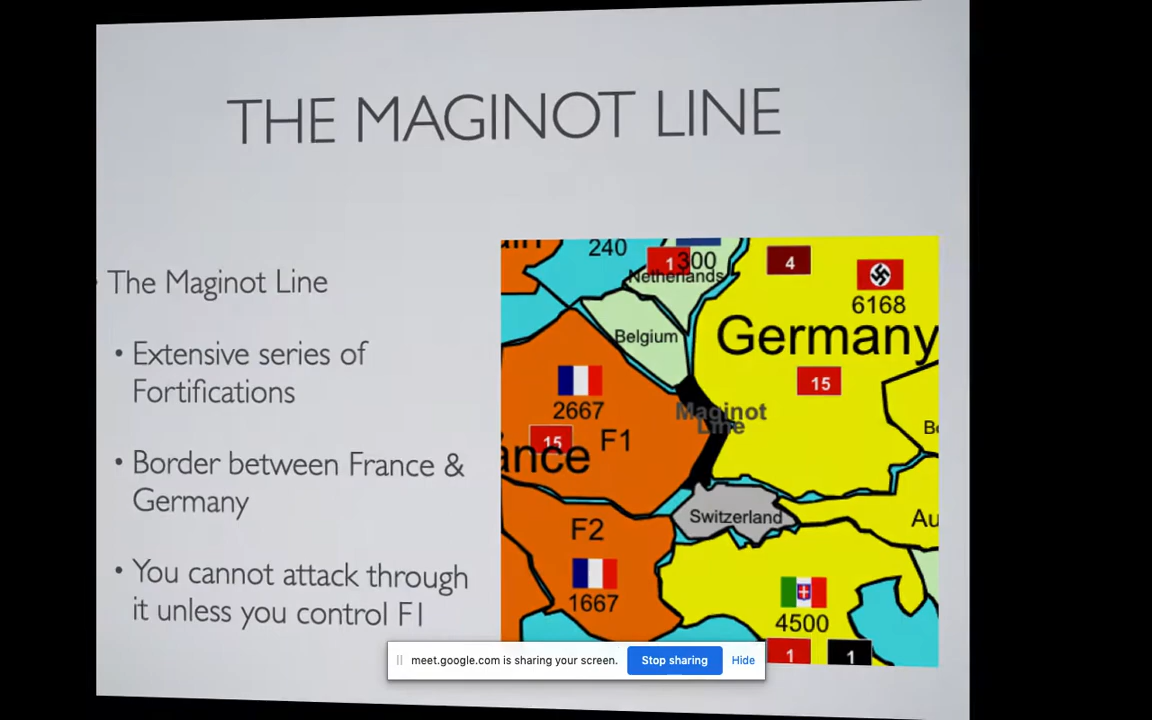 THE MAGINOT LINE
The Maginot Line
• Extensive series of
Fortifications
• Border between France &
Germany
• You cannot attack through
it unless you control F1
240
1
300
Netherlands
4
6168
Belgium
Germany
15
2667
Maginot
Line
15
F1
ance
F2
Switzerland
Au
1667
4500
1
1
meet.google.com is sharing your screen.
Stop sharing
Hide